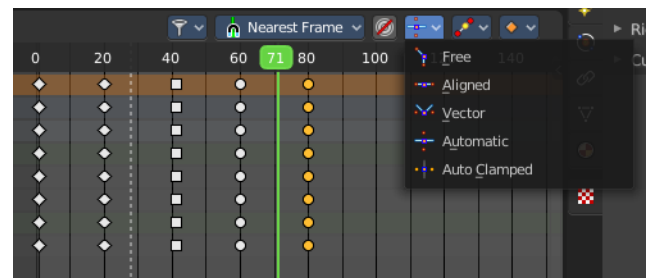 Nearest Frame
0 20 40 60 71 80 100 140
Free
Aligned
Vector
Automatic
Auto Clamped